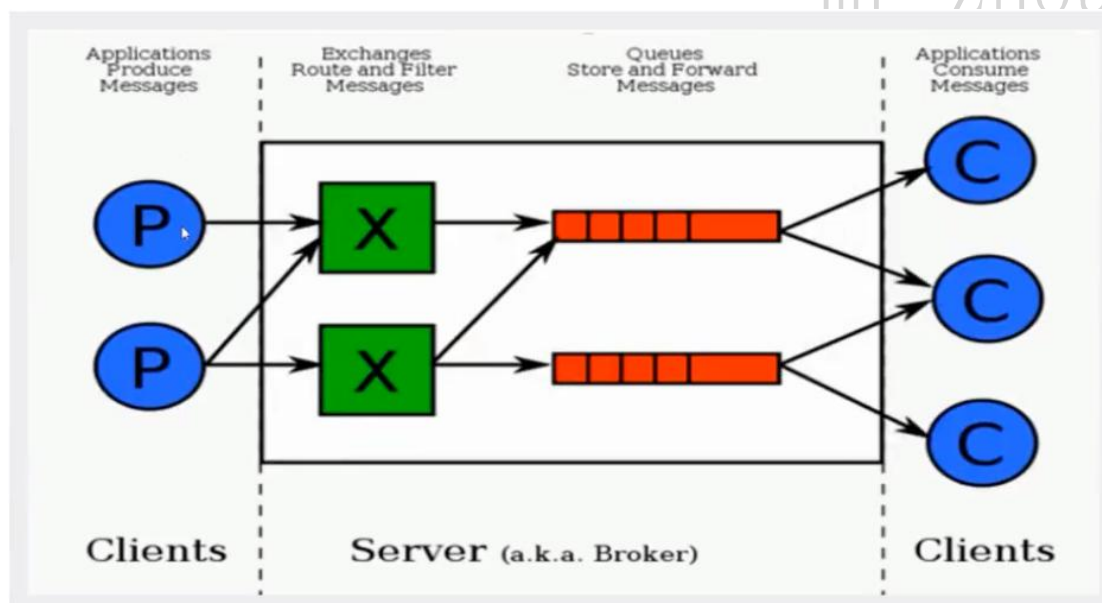 Applications
Produce
Messages
Exchanges
Route and Filter
Messages
Queues
Store and Forward
Messages
Applications
Consume
Messages
P
X
C
P
X
C
C
Clients
Server (a.k.a. Broker)
Clients